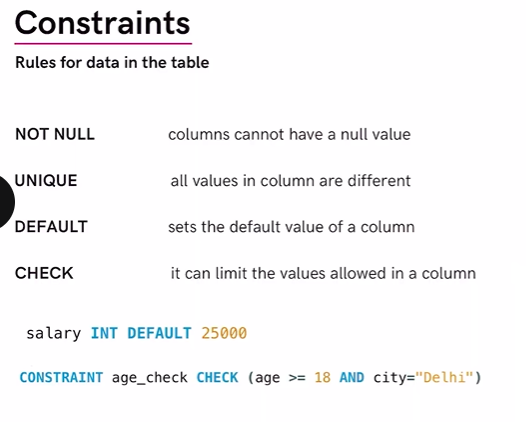 Constraints
Rules for data in the table
NOT NULL columns cannot have a null value
UNIQUE all values in column are different
DEFAULT sets the default value of a column
CHECK it can limit the values allowed in a column
salary INT DEFAULT 25000
CONSTRAINT age_check CHECK (age >= 18 AND city="Delhi")